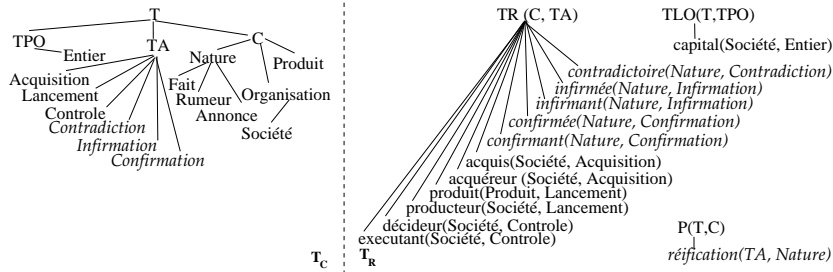 T
TPO
Entier
TA
Nature
C
Produit
Acquisition
Lancement
Controle
Contradiction
Infirmation
Confirmation
Fait
Rumeur
Annonce
Organisation
Société
T_C
TR (C, TA)
contradictoire(Nature, Contradiction)
infirmée(Nature, Infirmation)
infirmant(Nature, Infirmation)
confirmée(Nature, Confirmation)
confirmant(Nature, Confirmation)
acquis(Société, Acquisition)
acquéreur (Société, Acquisition)
produit(Produit, Lancement)
producteur(Société, Lancement)
décideur(Société, Controle)
executant(Société, Controle)
T_R
TLO(T,TPO)
capital(Société, Entier)
P(T,C)
réification(TA, Nature)